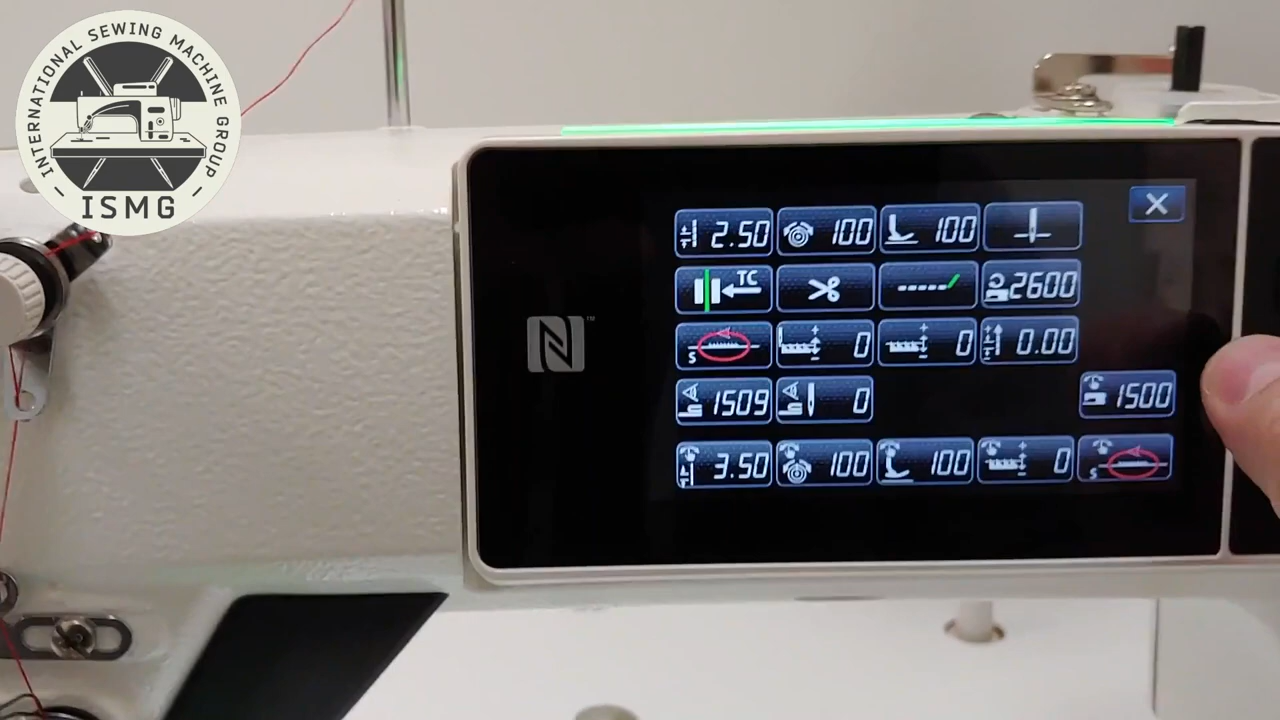 INTERNATIONAL SEWING MACHINE GROUP
ISMG
2.50 100 100
TC
2600
S 0 0 0.00
1509 0 1500
3.50 100 100 0 S
N™